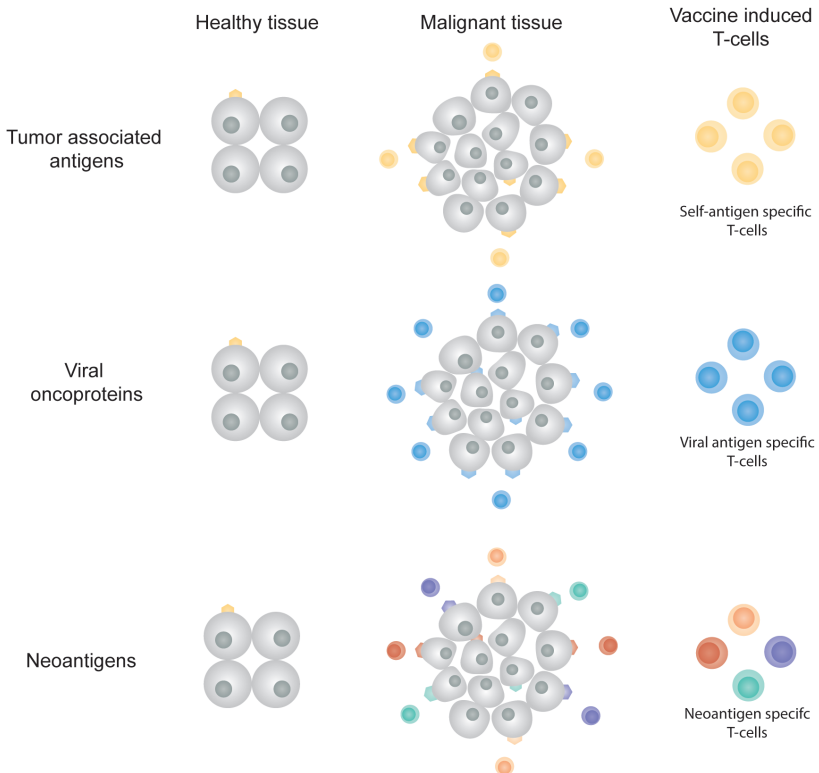 Healthy tissue
Malignant tissue
Vaccine induced
T-cells
Tumor associated
antigens
Self-antigen specific
T-cells
Viral
oncoproteins
Viral antigen specific
T-cells
Neoantigens
Neoantigen specifc
T-cells